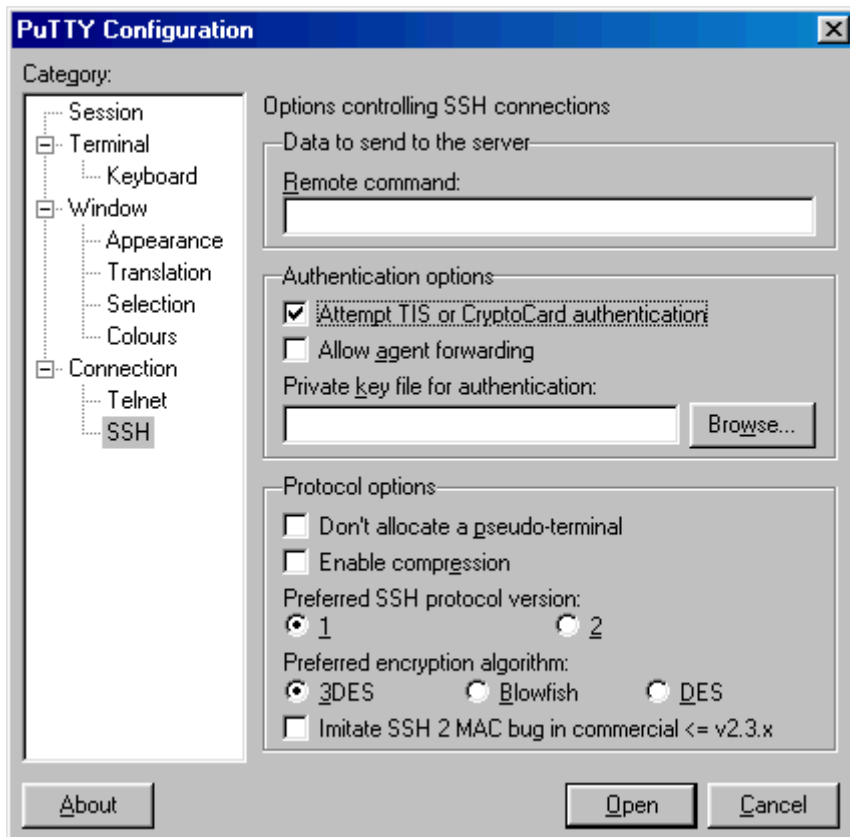 PuTTY Configuration
Category:
Session
Terminal
Keyboard
Window
Appearance
Translation
Selection
Colours
Connection
Telnet
SSH
Options controlling SSH connections
Data to send to the server
Remote command:
Authentication options
Attempt TIS or CryptoCard authentication
Allow agent forwarding
Private key file for authentication:
Browse...
Protocol options
Don't allocate a pseudo-terminal
Enable compression
Preferred SSH protocol version:
1 2
Preferred encryption algorithm:
3DES Blowfish DES
Imitate SSH 2 MAC bug in commercial <= v2.3.x
About Open Cancel